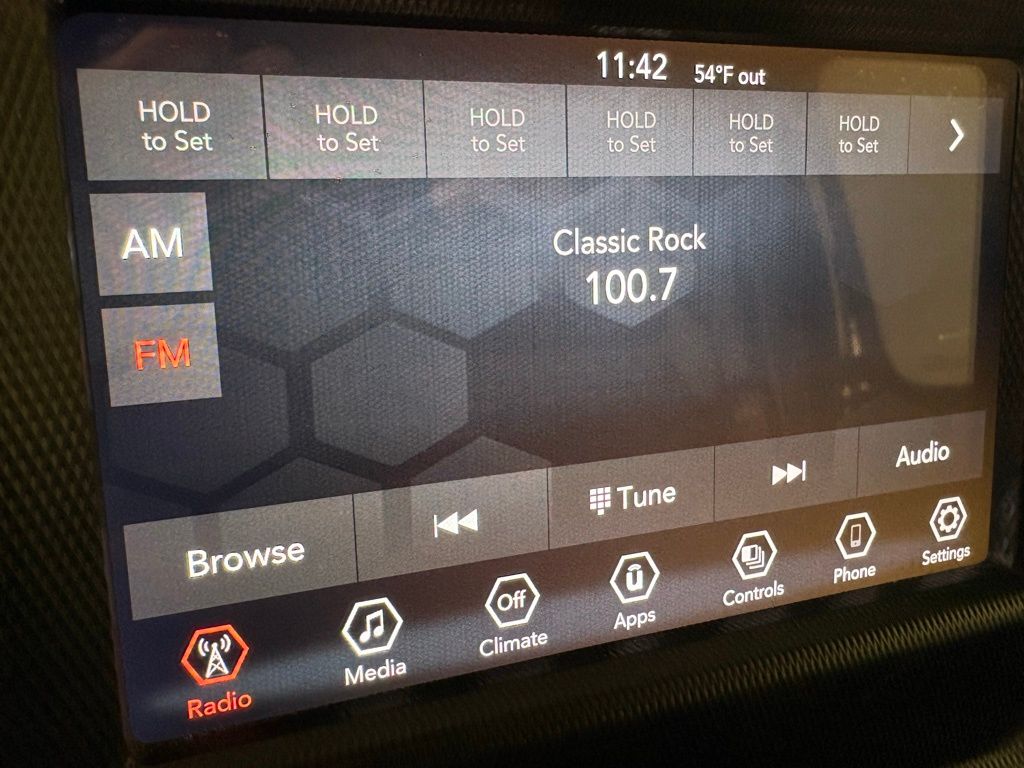 11:42 54°F out
HOLD to Set
HOLD to Set
HOLD to Set
HOLD to Set
HOLD to Set
HOLD to Set
AM
Classic Rock
100.7
FM
Browse Tune Audio
Radio Media Off Climate Apps Controls Phone Settings